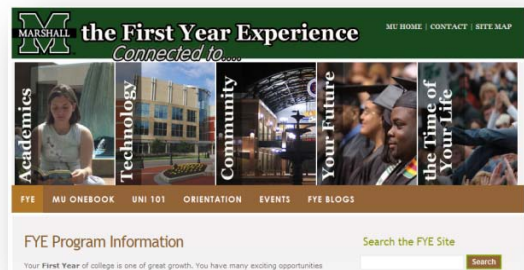 MARSHALL
M
the First Year Experience
Connected to....
MU HOME | CONTACT | SITE MAP
Academics
Technology
Community
Your Future
the Time of
Your Life
FYE MU ONEBOOK UNI 101 ORIENTATION EVENTS FYE BLOGS
FYE Program Information
Search the FYE Site
Search
Your First Year of college is one of great growth. You have many exciting opportunities